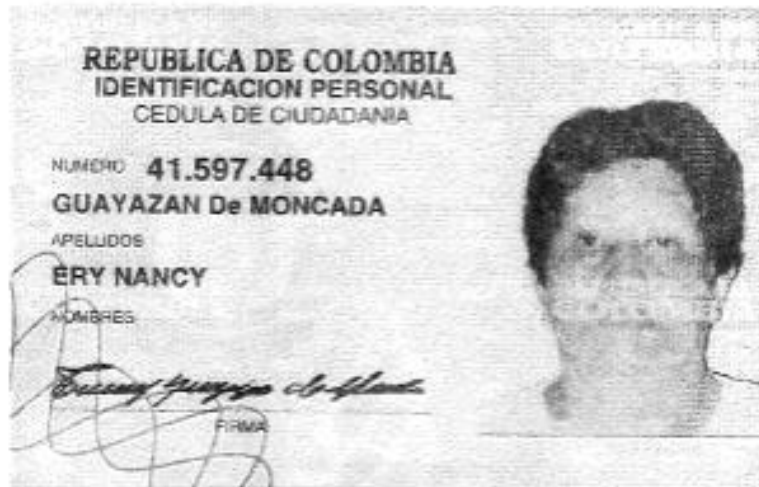 REPUBLICA DE COLOMBIA
IDENTIFICACION PERSONAL
CEDULA DE CIUDADANIA
NUMERO 41.597.448
GUAYAZAN De MONCADA
APELLIDOS
ERY NANCY
NOMBRES
FIRMA